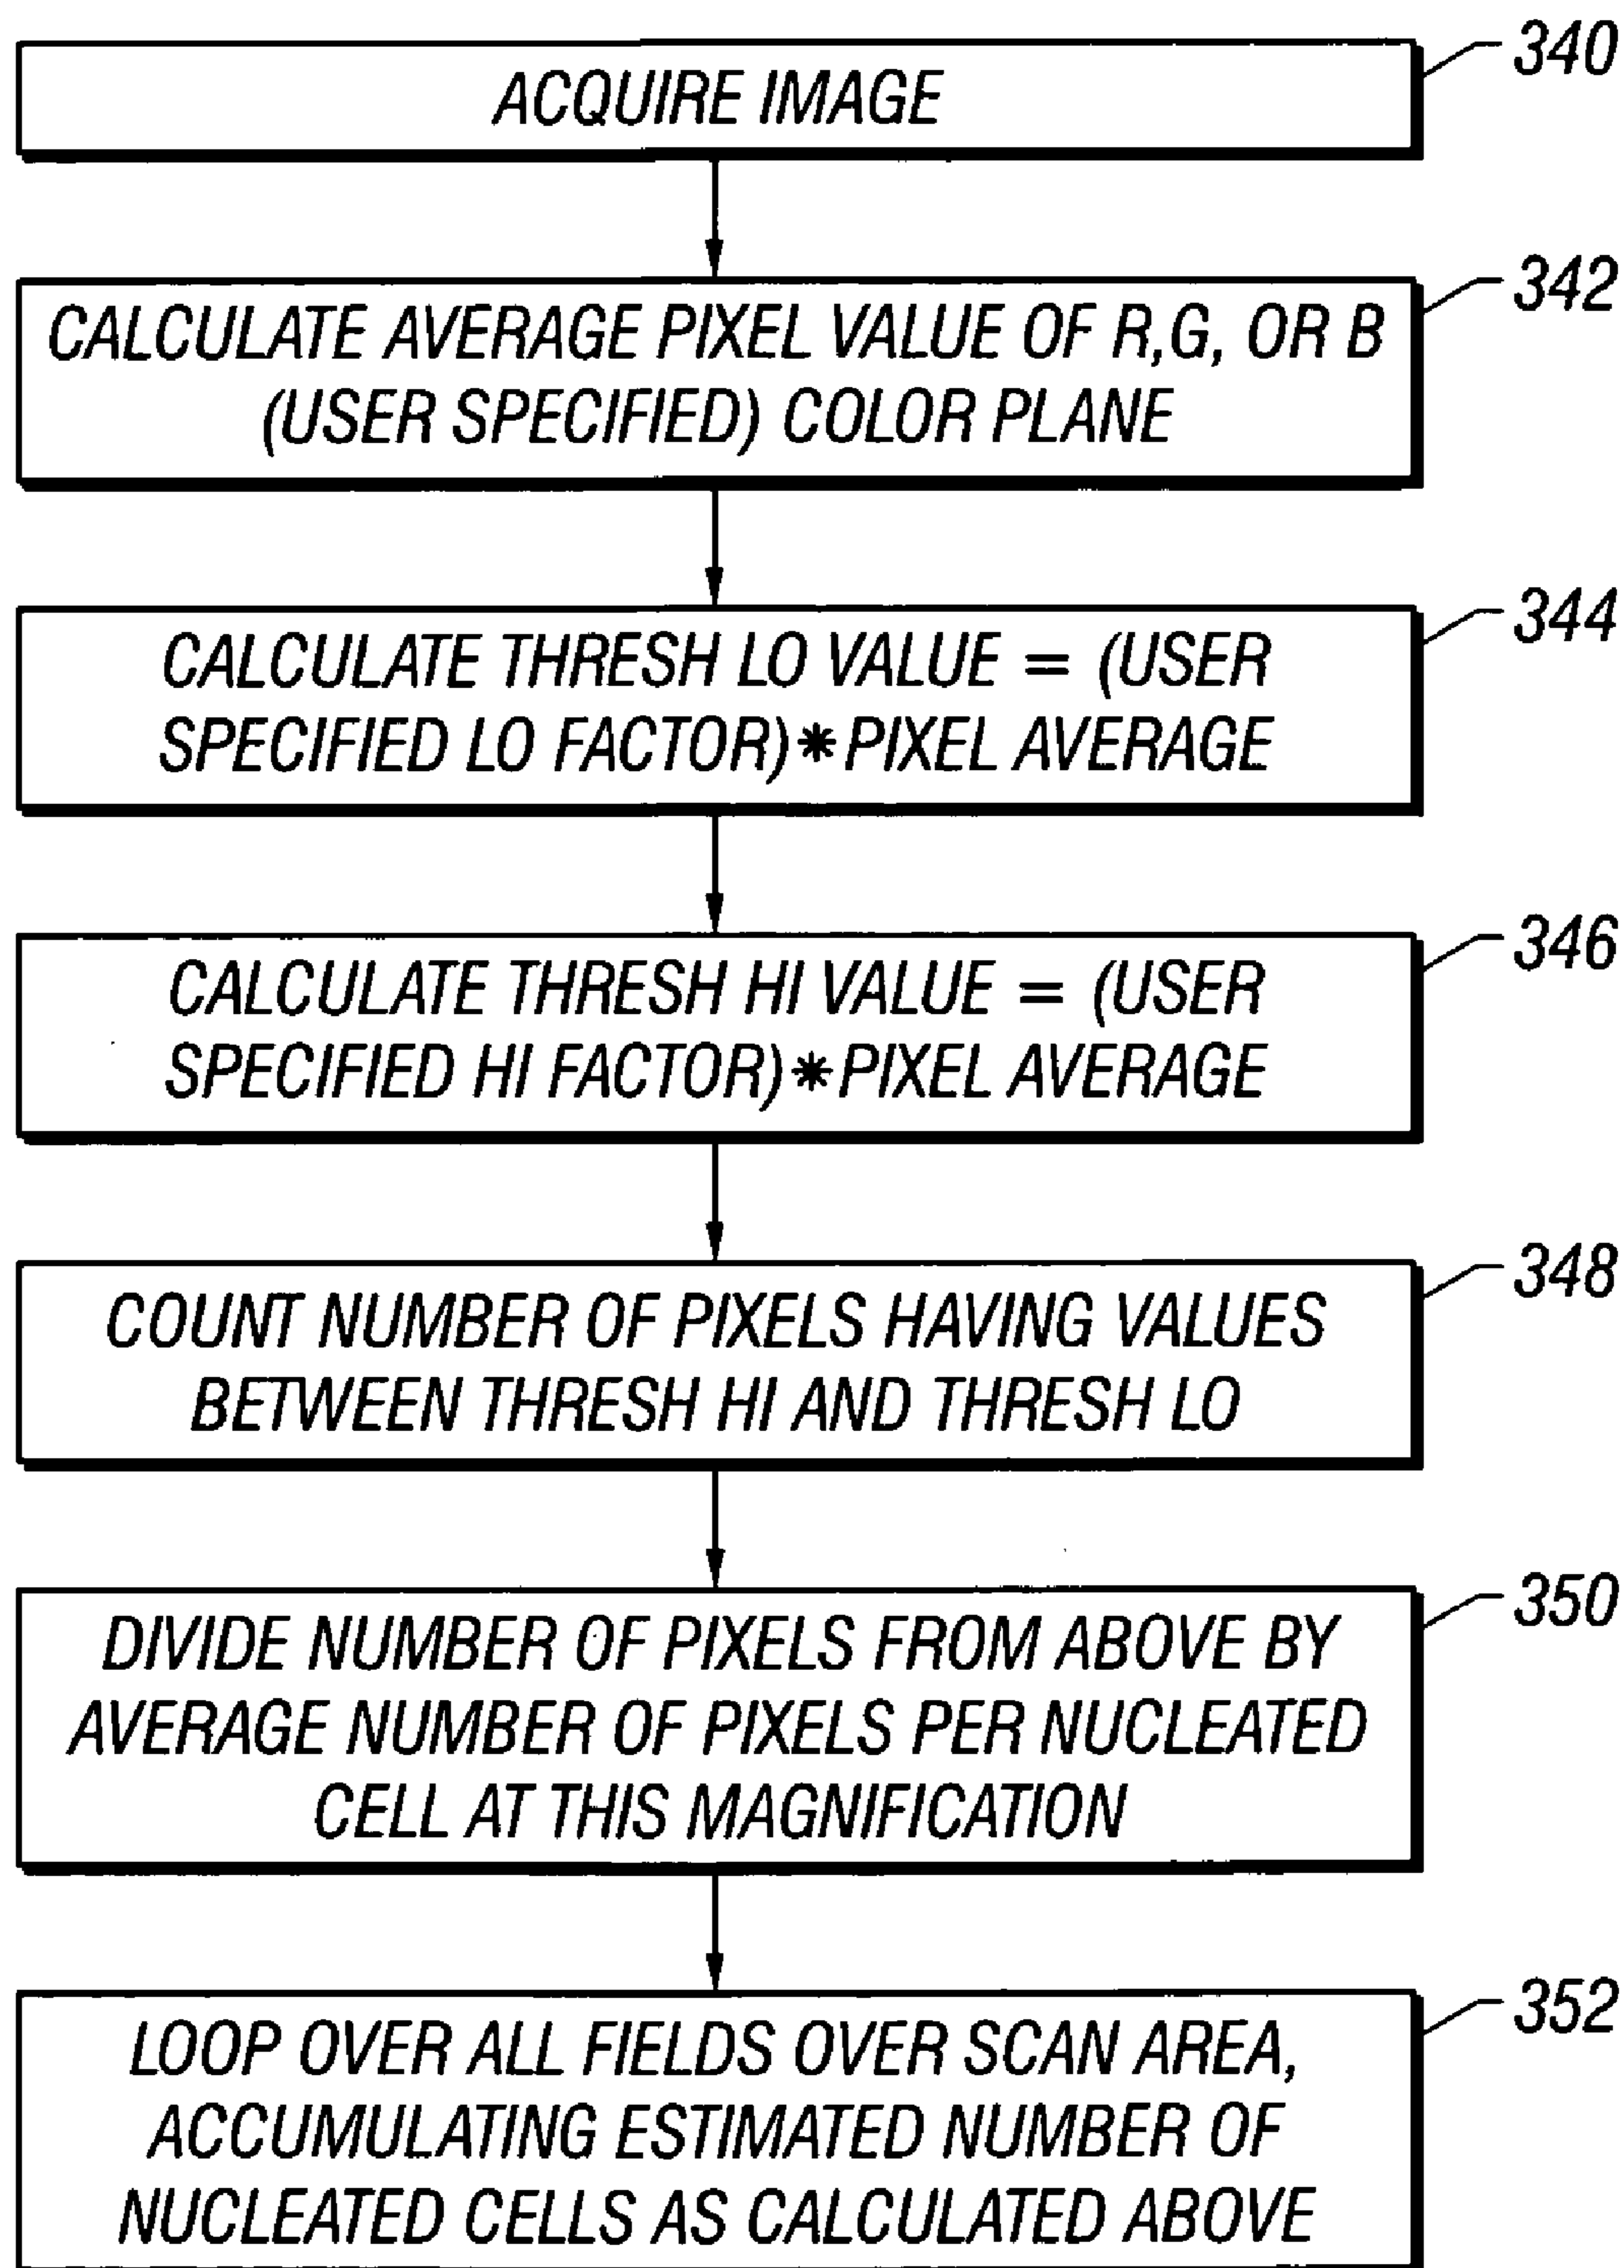 340
ACQUIRE IMAGE
342
CALCULATE AVERAGE PIXEL VALUE OF R,G, OR B
(USER SPECIFIED) COLOR PLANE
344
CALCULATE THRESH LO VALUE = (USER
SPECIFIED LO FACTOR)*PIXEL AVERAGE
346
CALCULATE THRESH HI VALUE = (USER
SPECIFIED HI FACTOR)*PIXEL AVERAGE
348
COUNT NUMBER OF PIXELS HAVING VALUES
BETWEEN THRESH HI AND THRESH LO
350
DIVIDE NUMBER OF PIXELS FROM ABOVE BY
AVERAGE NUMBER OF PIXELS PER NUCLEATED
CELL AT THIS MAGNIFICATION
352
LOOP OVER ALL FIELDS OVER SCAN AREA,
ACCUMULATING ESTIMATED NUMBER OF
NUCLEATED CELLS AS CALCULATED ABOVE